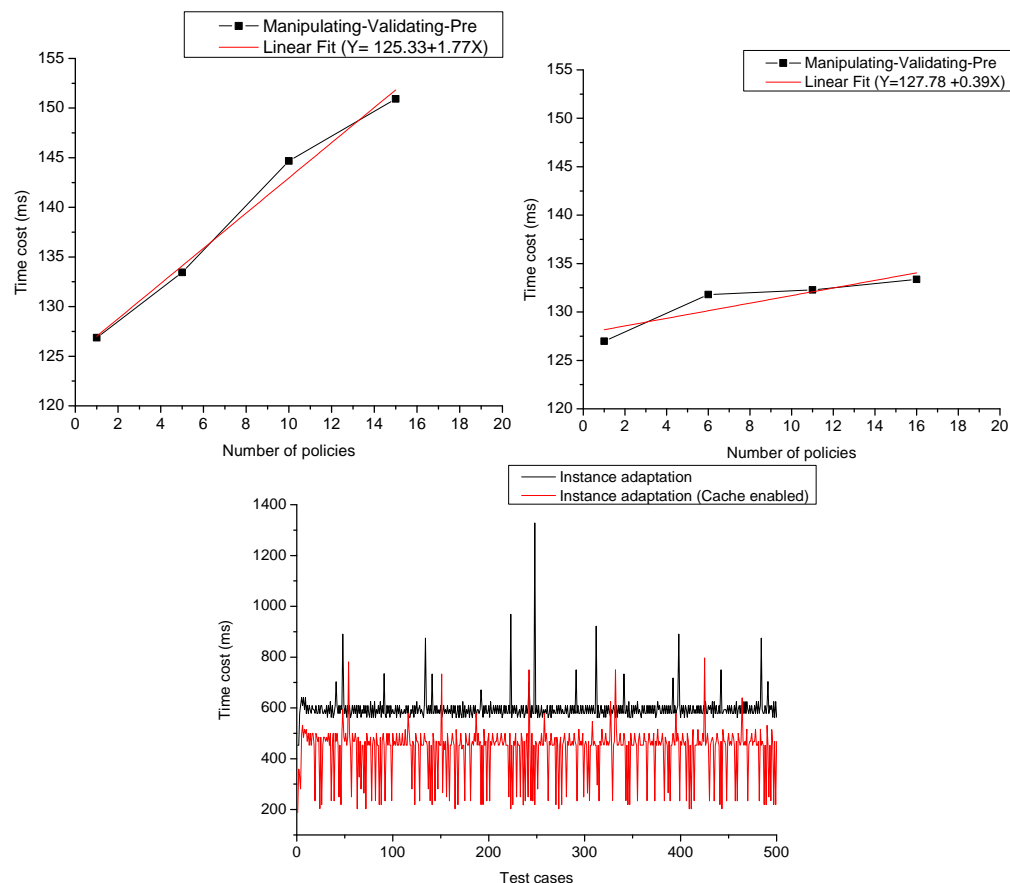 Manipulating-Validating-Pre
Linear Fit (Y= 125.33+1.77X)
155
150
145
140
135
130
125
120
Time cost (ms)
0 2 4 6 8 10 12 14 16 18 20
Number of policies
Manipulating-Validating-Pre
Linear Fit (Y=127.78 +0.39X)
155
150
145
140
135
130
125
120
Time cost (ms)
0 2 4 6 8 10 12 14 16 18 20
Number of policies
Instance adaptation
Instance adaptation (Cache enabled)
1400
1200
1000
800
600
400
200
Time cost (ms)
0 100 200 300 400 500
Test cases